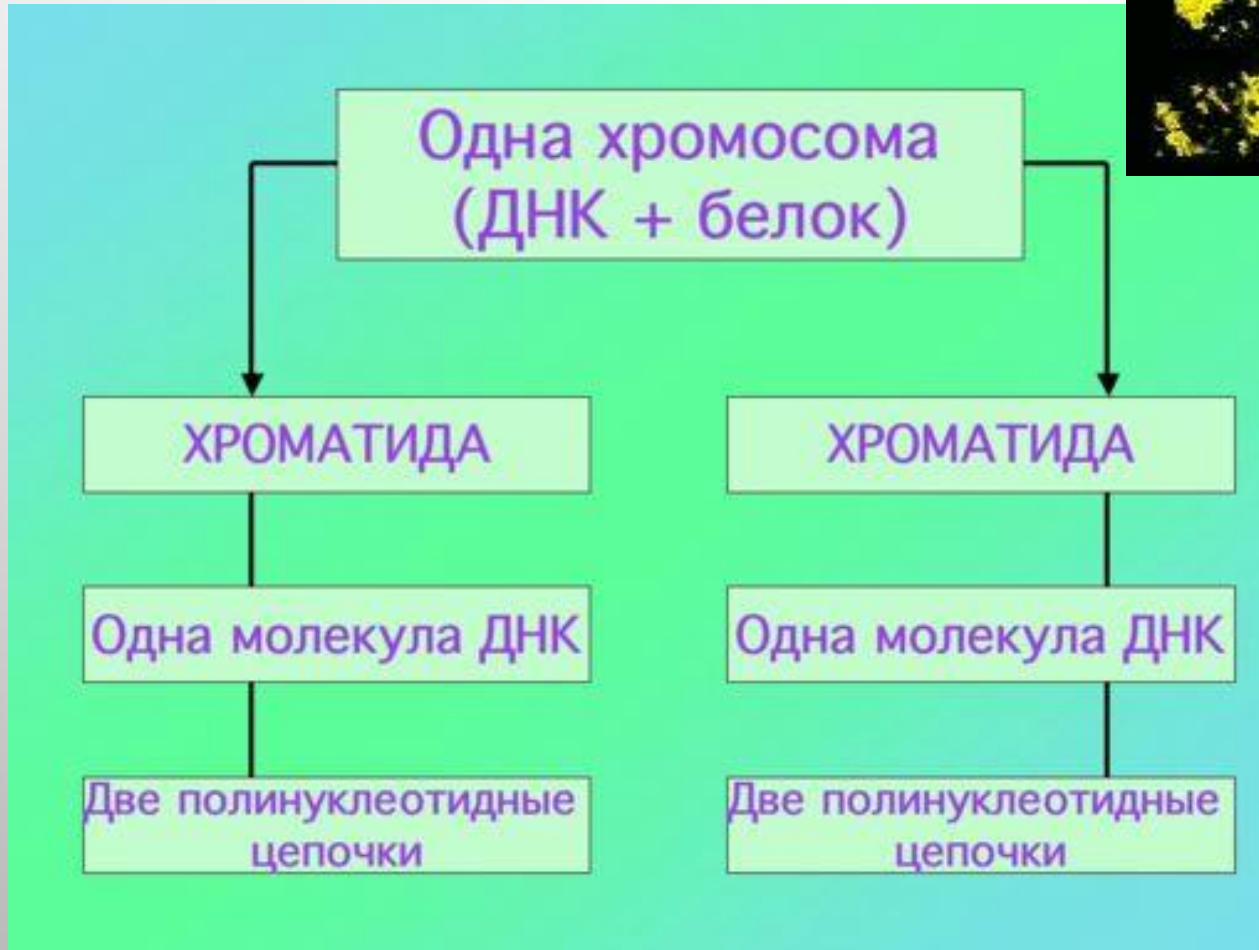 Одна хромосома
(ДНК + белок)
ХРОМАТИДА
ХРОМАТИДА
Одна молекула ДНК
Одна молекула ДНК
Две полинуклеотидные
цепочки
Две полинуклеотидные
цепочки